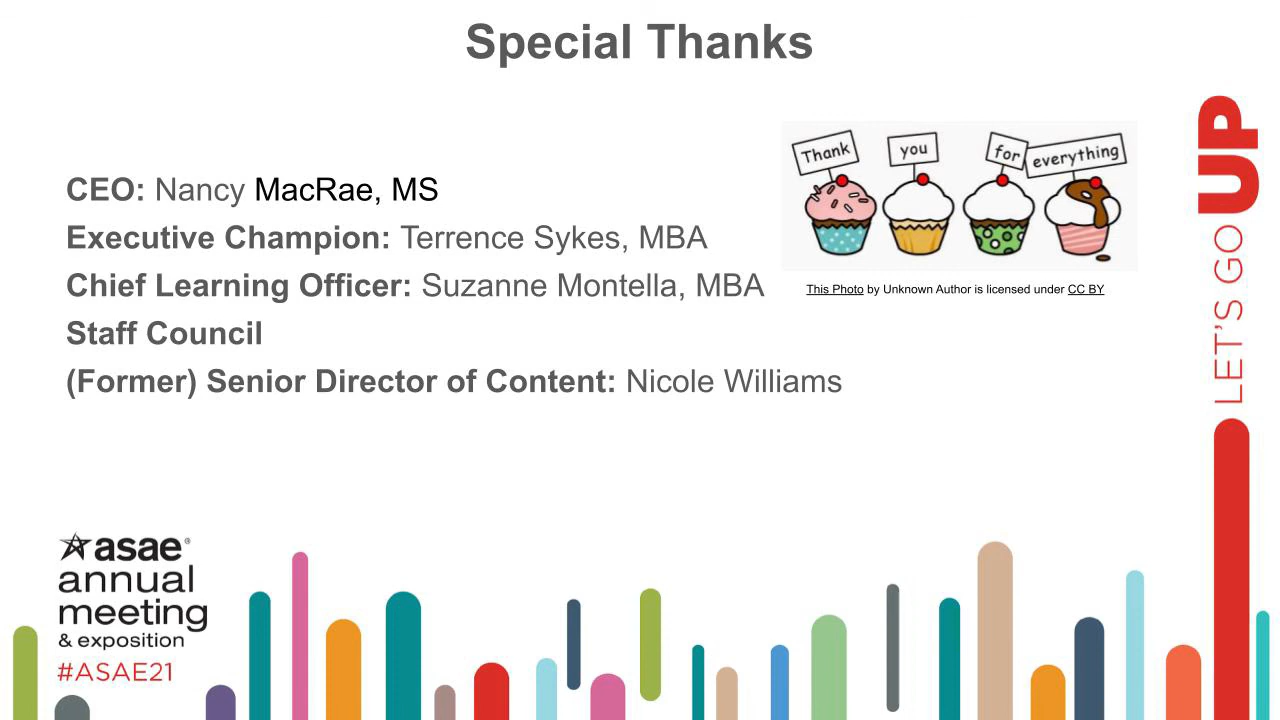 Special Thanks
CEO: Nancy MacRae, MS
Executive Champion: Terrence Sykes, MBA
Chief Learning Officer: Suzanne Montella, MBA
Staff Council
(Former) Senior Director of Content: Nicole Williams
Thank you for everything
This Photo by Unknown Author is licensed under CC BY
LET'S GO UP
asae®
annual
meeting
& exposition
#ASAE21